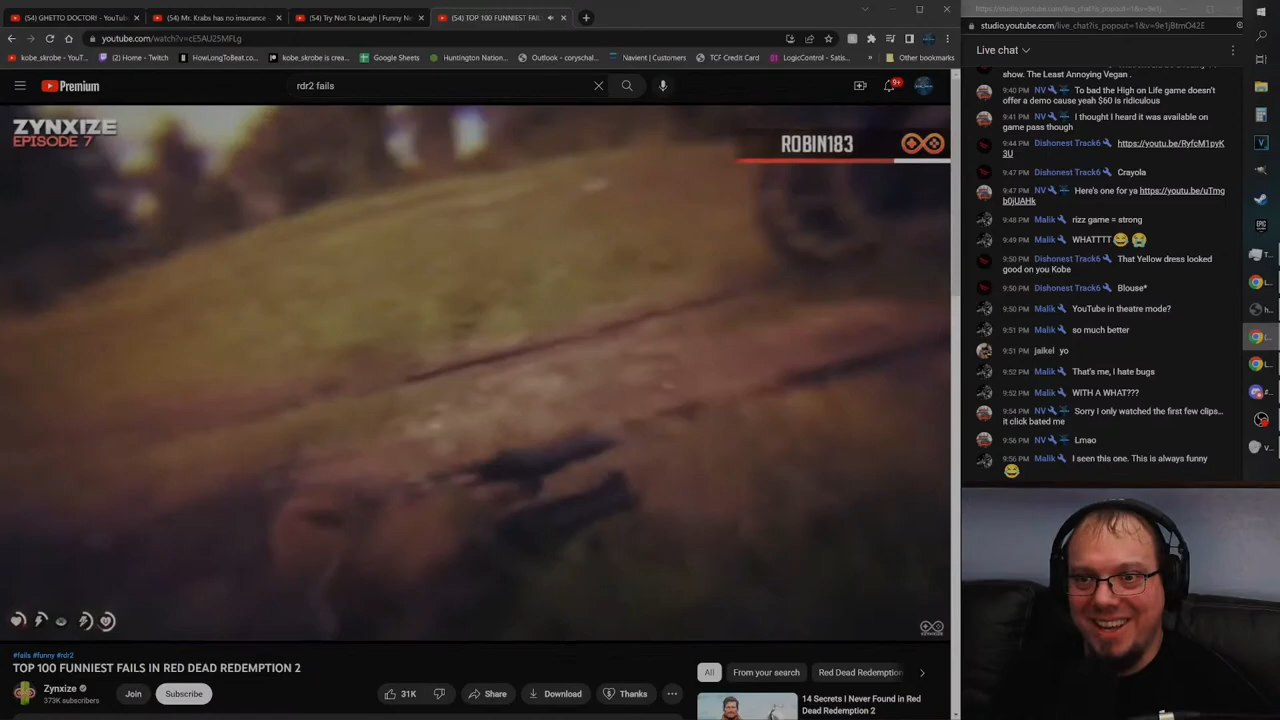 (54) GHETTO DOCTOR! - YouTu
(54) Mr. Krabs has no insurance -
(54) Try Not To Laugh | Funny Ne
(54) TOP 100 FUNNIEST FAIL
youtube.com/watch?v=cE5AU25MFLg
kobe_skrobe - YouT...
(2) Home - Twitch
HowLongToBeat.co...
kobe_skrobe is crea...
Google Sheets
Huntington Nation...
Outlook - coryschal...
Navient | Customers
TCF Credit Card
LogicControl - Satis...
Other bookmarks
Premium
rdr2 fails
9+
ZYNXIZE
EPISODE 7
ROBIN183
ZYNXIZE
#fails #funny #rdr2
TOP 100 FUNNIEST FAILS IN RED DEAD REDEMPTION 2
Zynxize
373K subscribers
Join
Subscribe
31K
Share
Download
Thanks
All
From your search
Red Dead Redemption
14 Secrets I Never Found in Red
Dead Redemption 2
studio.youtube.com/live_chat?is_popout=1&v=9e1jBtmO42E
Live chat
show. The Least Annoying Vegan .
9:40 PM NV To bad the High on Life game doesn't
offer a demo cause yeah $60 is ridiculous
9:41 PM NV I thought I heard it was available on
game pass though
9:44 PM Dishonest Track6 https://youtu.be/RyfcM1pyK
3U
9:47 PM Dishonest Track6 Crayola
9:47 PM NV Here's one for ya https://youtu.be/uTmg
b0jUAHk
9:48 PM Malik rizz game = strong
9:49 PM Malik WHATTTT 😂 😭
9:50 PM Dishonest Track6 That Yellow dress looked
good on you Kobe
9:50 PM Dishonest Track6 Blouse*
9:50 PM Malik YouTube in theatre mode?
9:51 PM Malik so much better
9:51 PM jaikel yo
9:52 PM Malik That's me, I hate bugs
9:52 PM Malik WITH A WHAT???
9:54 PM NV Sorry I only watched the first few clips...
it click bated me
9:56 PM NV Lmao
9:56 PM Malik I seen this one. This is always funny
😂